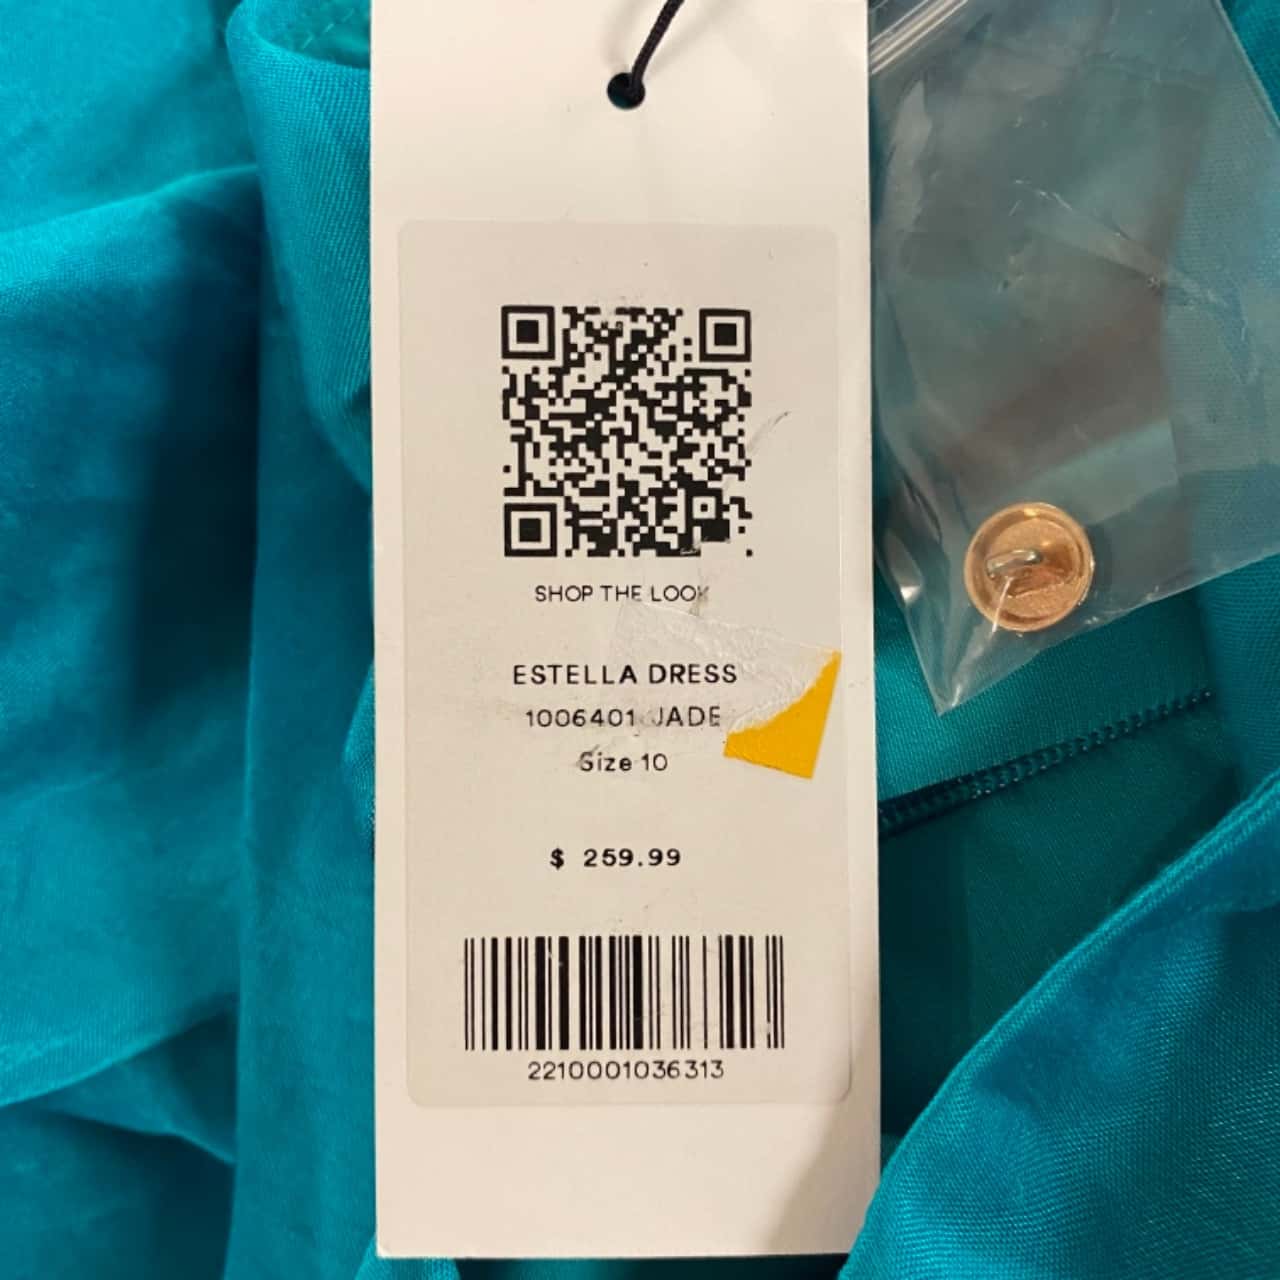 SHOP THE LOOK
ESTELLA DRESS
1006401 JADE
Size 10
$ 259.99
2210001036313